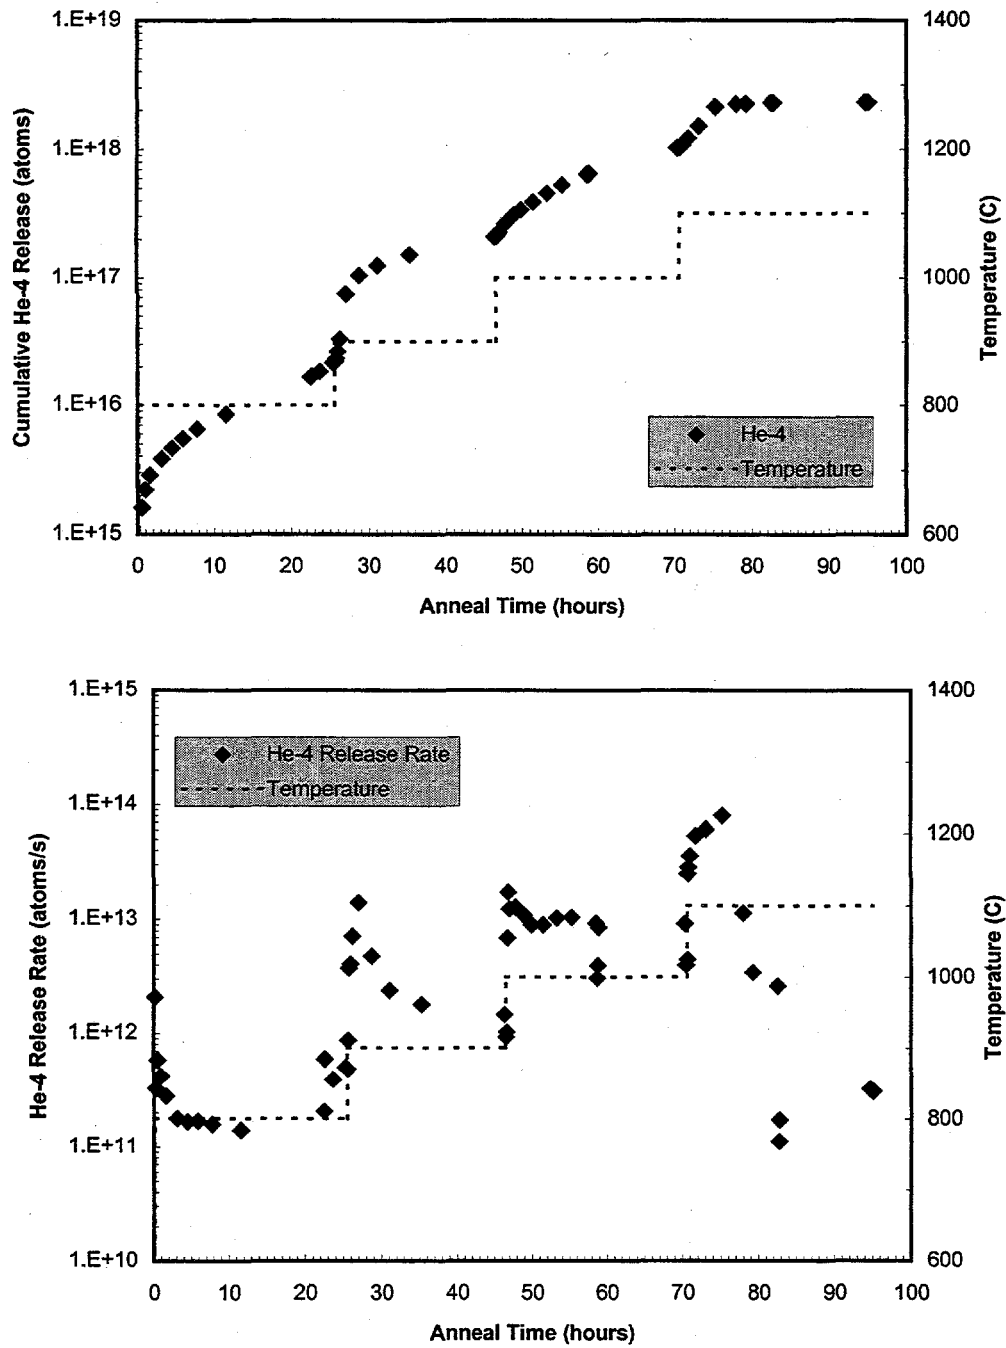 1.E+19
1.E+18
1.E+17
1.E+16
1.E+15
Cumulative He-4 Release (atoms)
1400
1200
1000
800
600
Temperature (C)
He-4
Temperature
0 10 20 30 40 50 60 70 80 90 100
Anneal Time (hours)
1.E+15
1.E+14
1.E+13
1.E+12
1.E+11
1.E+10
He-4 Release Rate (atoms/s)
1400
1200
1000
800
600
Temperature (C)
He-4 Release Rate
Temperature
0 10 20 30 40 50 60 70 80 90 100
Anneal Time (hours)